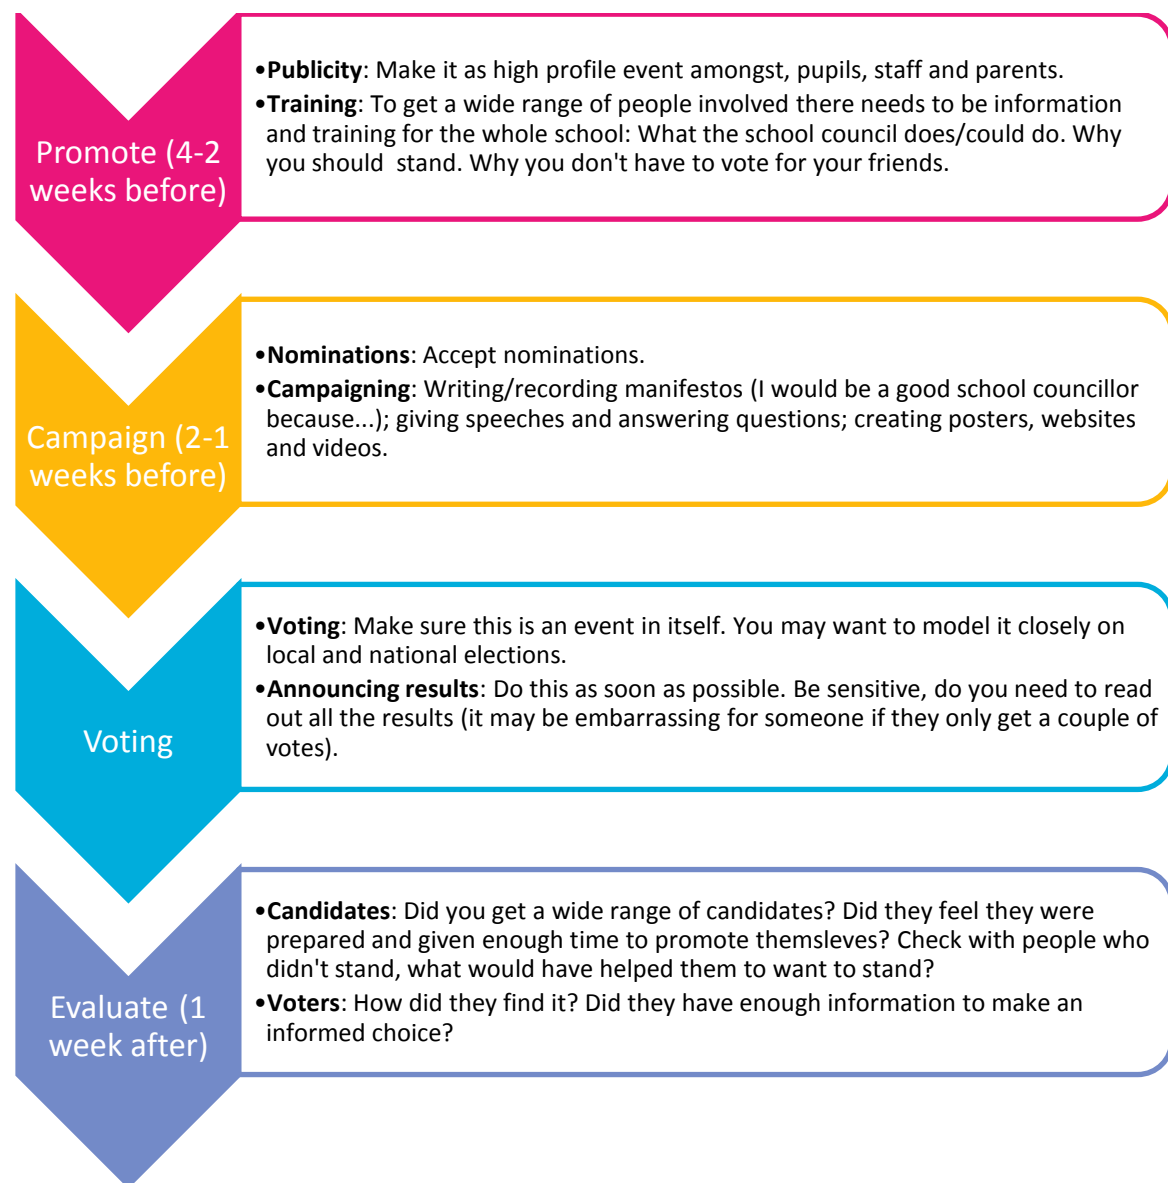 Promote (4-2
weeks before)
•Publicity: Make it as high profile event amongst, pupils, staff and parents.
•Training: To get a wide range of people involved there needs to be information
and training for the whole school: What the school council does/could do. Why
you should  stand. Why you don't have to vote for your friends.
Campaign (2-1
weeks before)
•Nominations: Accept nominations.
•Campaigning: Writing/recording manifestos (I would be a good school councillor
because...); giving speeches and answering questions; creating posters, websites
and videos.
Voting
•Voting: Make sure this is an event in itself. You may want to model it closely on
local and national elections.
•Announcing results: Do this as soon as possible. Be sensitive, do you need to read
out all the results (it may be embarrassing for someone if they only get a couple of
votes).
Evaluate (1
week after)
•Candidates: Did you get a wide range of candidates? Did they feel they were
prepared and given enough time to promote themsleves? Check with people who
didn't stand, what would have helped them to want to stand?
•Voters: How did they find it? Did they have enough information to make an
informed choice?